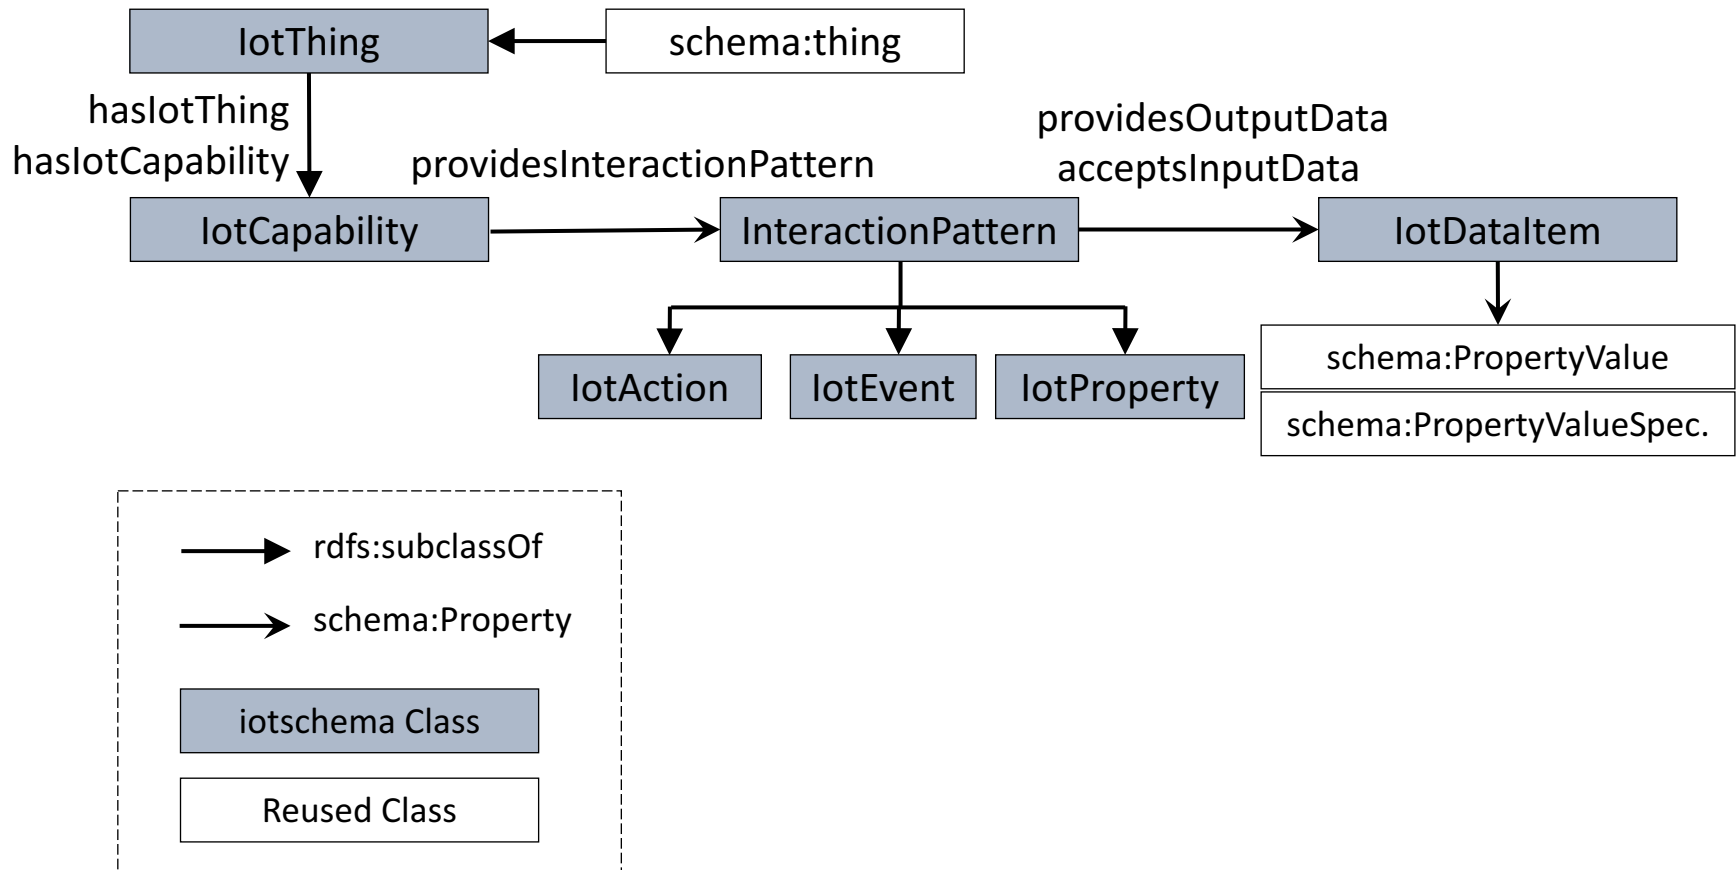 IotThing
schema:thing
hasIotThing
hasIotCapability
providesInteractionPattern
providesOutputData
acceptsInputData
IotCapability
InteractionPattern
IotDataItem
IotAction
IotEvent
IotProperty
schema:PropertyValue
schema:PropertyValueSpec.
rdfs:subclassOf
schema:Property
iotschema Class
Reused Class